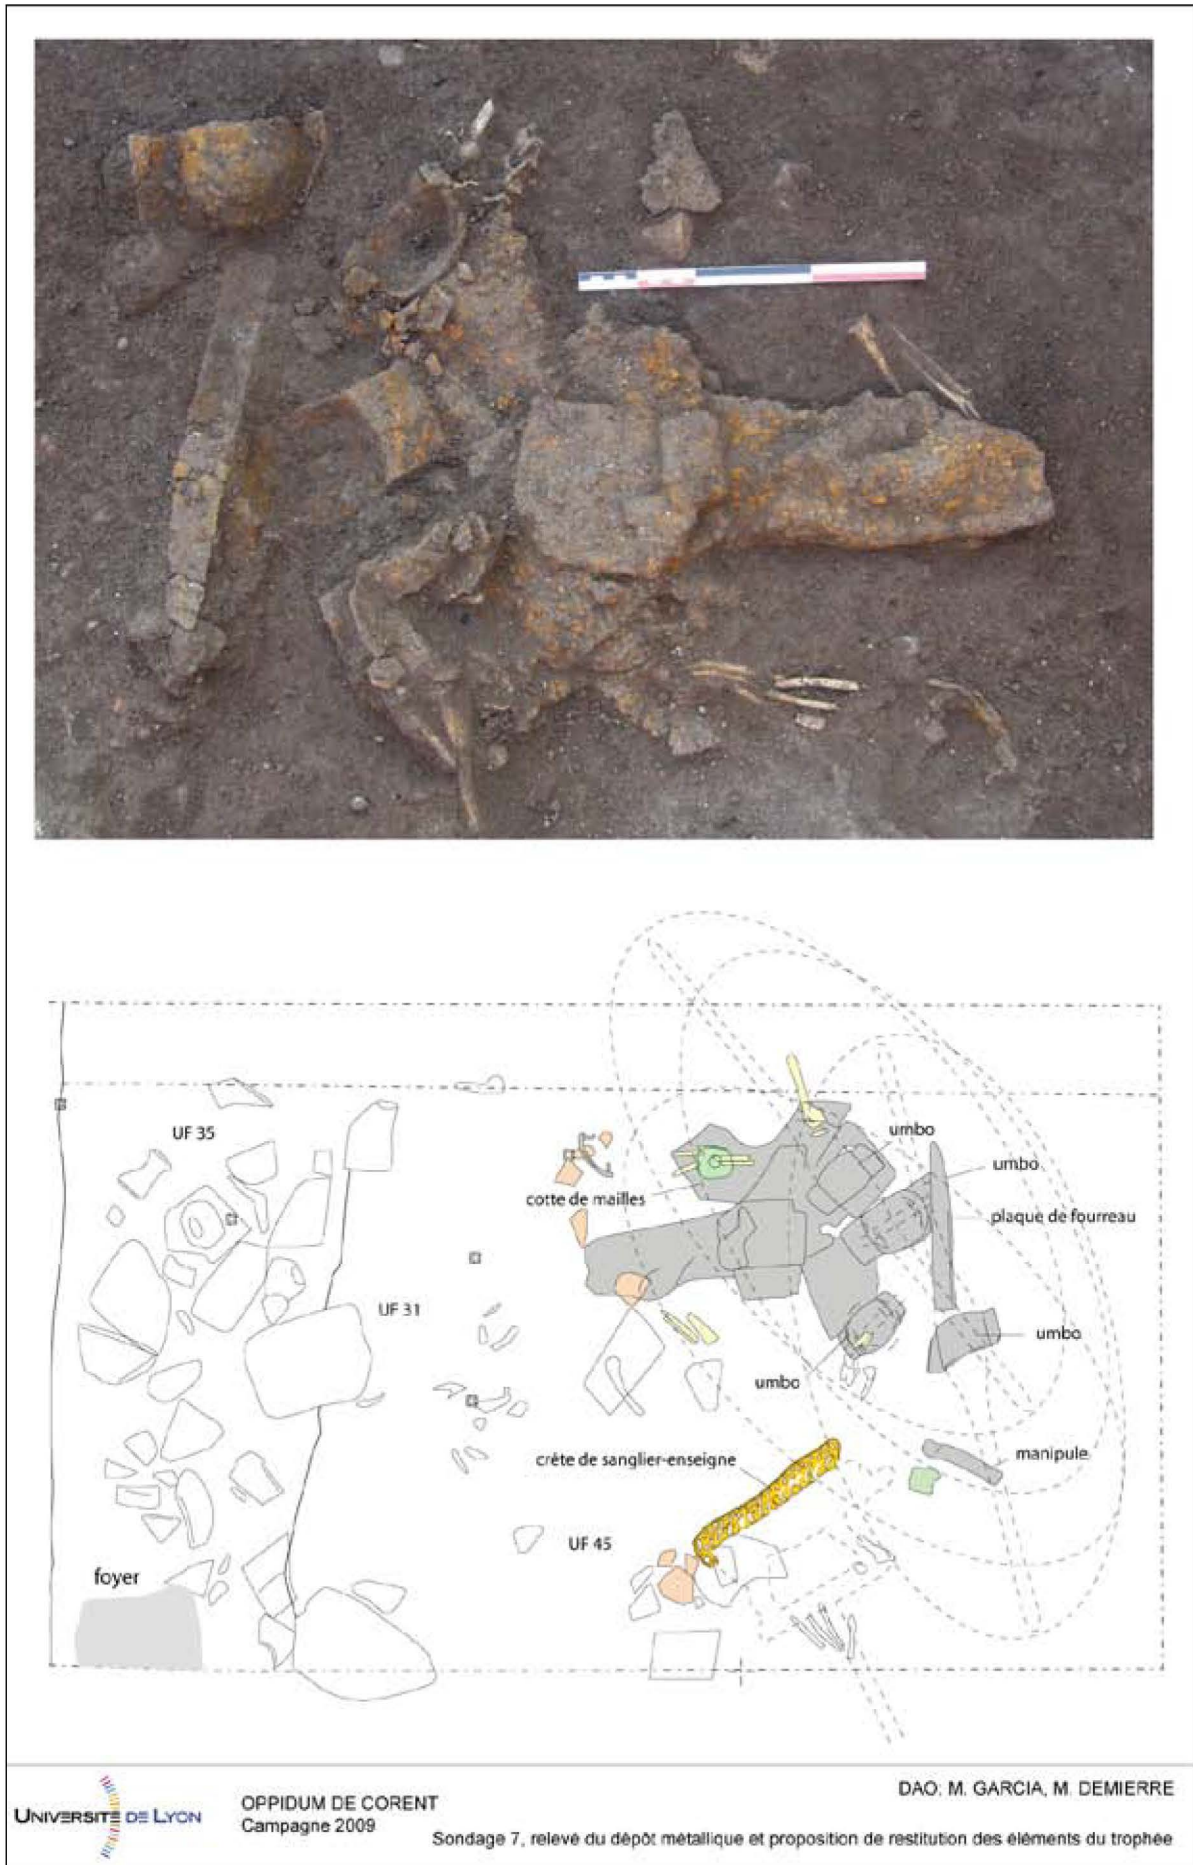 UF 35
umbo
umbo
cotte de mailles
plaque de fourreau
UF 31
umbo
umbo
crête de sanglier-enseigne
manipule
UF 45
foyer
UNIVERSITE DE LYON
OPPIDUM DE CORENT
Campagne 2009
DAO: M. GARCIA, M. DEMIERRE
Sondage 7, relevé du dépôt métallique et proposition de restitution des éléments du trophée